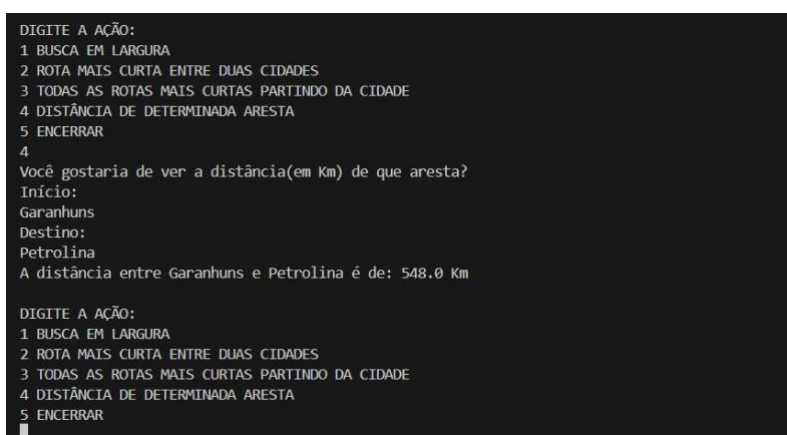 DIGITE A AÇÃO:
1 BUSCA EM LARGURA
2 ROTA MAIS CURTA ENTRE DUAS CIDADES
3 TODAS AS ROTAS MAIS CURTAS PARTINDO DA CIDADE
4 DISTÂNCIA DE DETERMINADA ARESTA
5 ENCERRAR
4
Você gostaria de ver a distância(em Km) de que aresta?
Início:
Garanhuns
Destino:
Petrolina
A distância entre Garanhuns e Petrolina é de: 548.0 Km
DIGITE A AÇÃO:
1 BUSCA EM LARGURA
2 ROTA MAIS CURTA ENTRE DUAS CIDADES
3 TODAS AS ROTAS MAIS CURTAS PARTINDO DA CIDADE
4 DISTÂNCIA DE DETERMINADA ARESTA
5 ENCERRAR